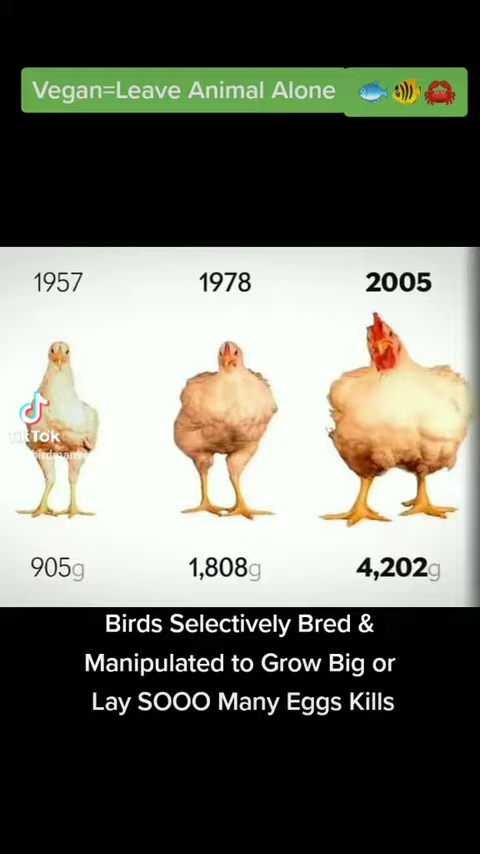 Vegan=Leave Animal Alone 🐟🐠🦀
1957 1978 2005
TikTok
905g 1,808g 4,202g
Birds Selectively Bred &
Manipulated to Grow Big or
Lay SOOO Many Eggs Kills